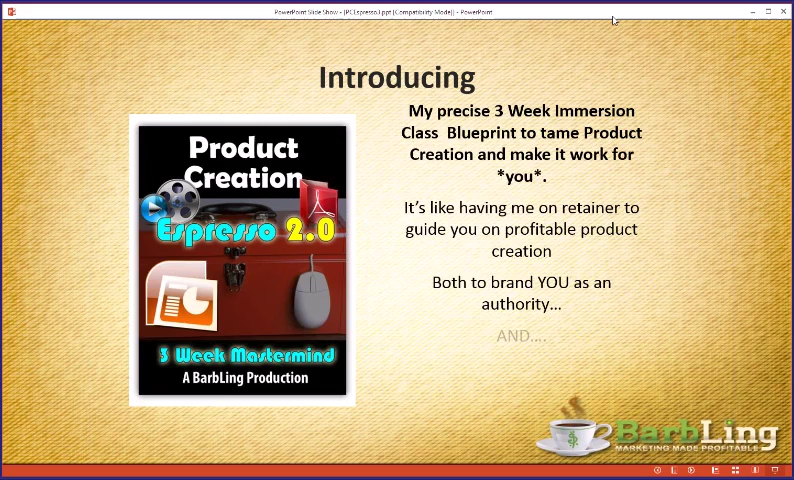 PowerPoint Slide Show - [PCEspresso3.ppt [Compatibility Mode]] - PowerPoint
Introducing
My precise 3 Week Immersion
Class Blueprint to tame Product
Creation and make it work for
*you*.
It's like having me on retainer to
guide you on profitable product
creation
Both to brand YOU as an
authority...
AND....
Product
Creation
Espresso 2.0
3 Week Mastermind
A BarbLing Production
BarbLing
MARKETING MADE PROFITABLE